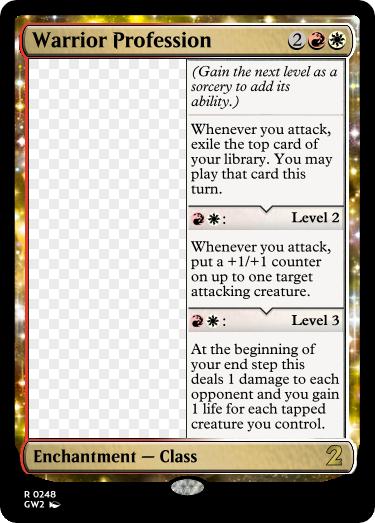 Warrior Profession 2
(Gain the next level as a
sorcery to add its
ability.)
Whenever you attack,
exile the top card of
your library. You may
play that card this
turn.
: Level 2
Whenever you attack,
put a +1/+1 counter
on up to one target
attacking creature.
: Level 3
At the beginning of
your end step this
deals 1 damage to each
opponent and you gain
1 life for each tapped
creature you control.
Enchantment — Class 2
R 0248
GW2